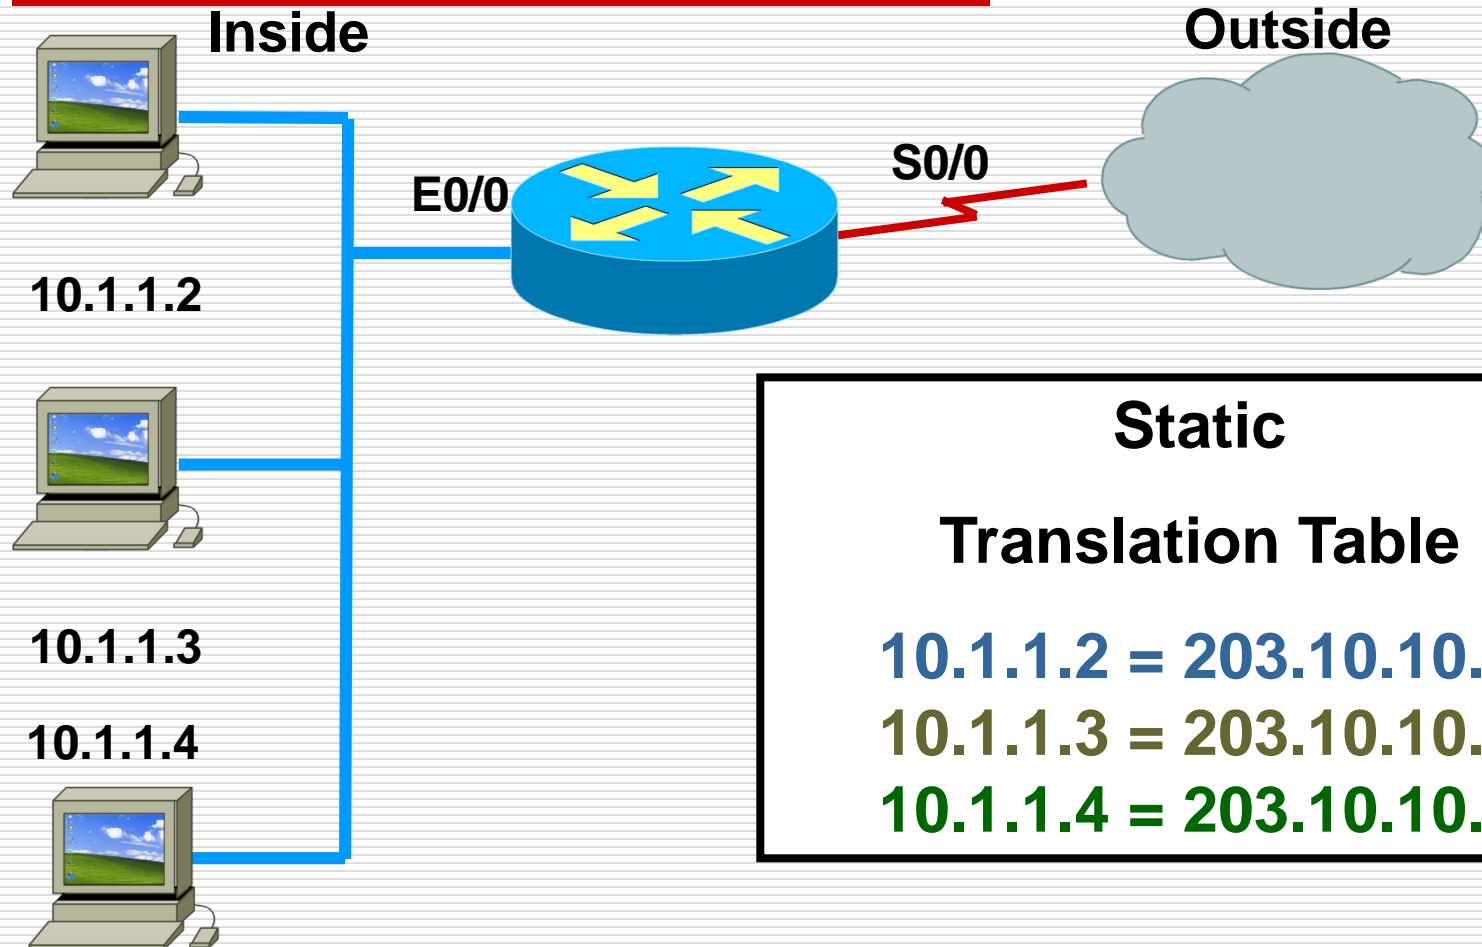 Inside
Outside
S0/0
E0/0
10.1.1.2
Static
Translation Table
10.1.1.3
10.1.1.2 = 203.10.10.
10.1.1.3 = 203.10.10.
10.1.1.4
10.1.1.4 = 203.10.10.